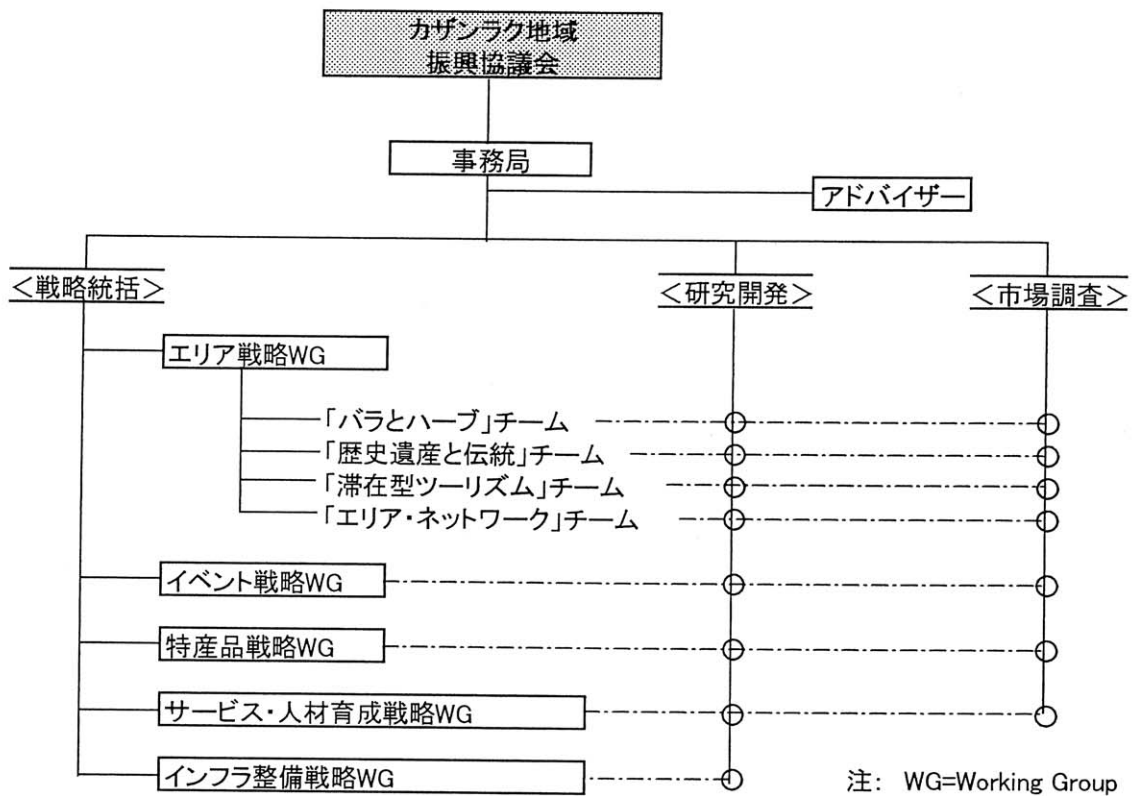 カザンラク地域
振興協議会
事務局
アドバイザー
＜戦略統括＞
＜研究開発＞
＜市場調査＞
エリア戦略WG
「バラとハーブ」チーム
「歴史遺産と伝統」チーム
「滞在型ツーリズム」チーム
「エリア・ネットワーク」チーム
イベント戦略WG
特産品戦略WG
サービス・人材育成戦略WG
インフラ整備戦略WG
注： WG=Working Group